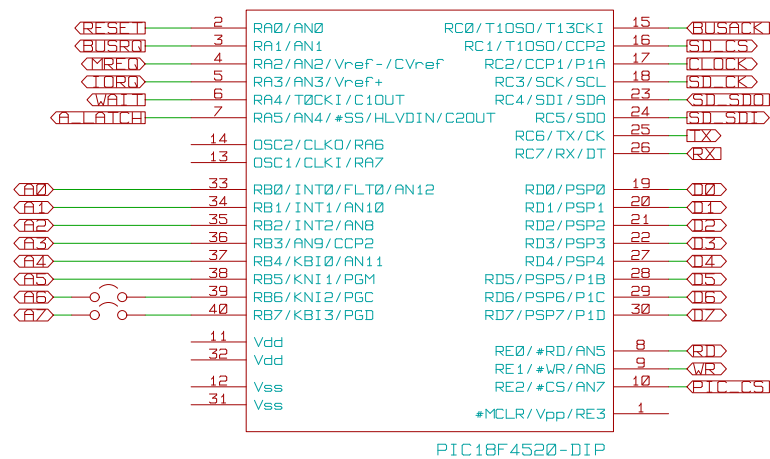 RESET 2 RA0/AN0 RC0/T1OSO/T13CKI 15 BUSACK
BUSRQ 3 RA1/AN1 RC1/T1OSO/CCP2 16 SD_CS
MREQ 4 RA2/AN2/Vref-/CVref RC2/CCP1/P1A 17 CLOCK
IORQ 5 RA3/AN3/Vref+ RC3/SCK/SCL 18 SD_CK
WAIT 6 RA4/T0CKI/C1OUT RC4/SDI/SDA 23 SD_SDO
A_LATCH 7 RA5/AN4/#SS/HLVDIN/C2OUT RC5/SDO 24 SD_SDI
RC6/TX/CK 25 TX
14 OSC2/CLKO/RA6
RC7/RX/DT 26 RX
13 OSC1/CLKI/RA7
A0 33 RB0/INT0/FLT0/AN12 RD0/PSP0 19 D0
A1 34 RB1/INT1/AN10 RD1/PSP1 20 D1
A2 35 RB2/INT2/AN8 RD2/PSP2 21 D2
A3 36 RB3/AN9/CCP2 RD3/PSP3 22 D3
A4 37 RB4/KBI0/AN11 RD4/PSP4 27 D4
A5 38 RB5/KNI1/PGM RD5/PSP5/P1B 28 D5
A6 39 RB6/KNI2/PGC RD6/PSP6/P1C 29 D6
A7 40 RB7/KBI3/PGD RD7/PSP7/P1D 30 D7
11 Vdd
RE0/#RD/AN5 8 RD
32 Vdd
RE1/#WR/AN6 9 WR
12 Vss RE2/#CS/AN7 10 PIC_CS
31 Vss
#MCLR/Vpp/RE3 1
PIC18F4520-DIP